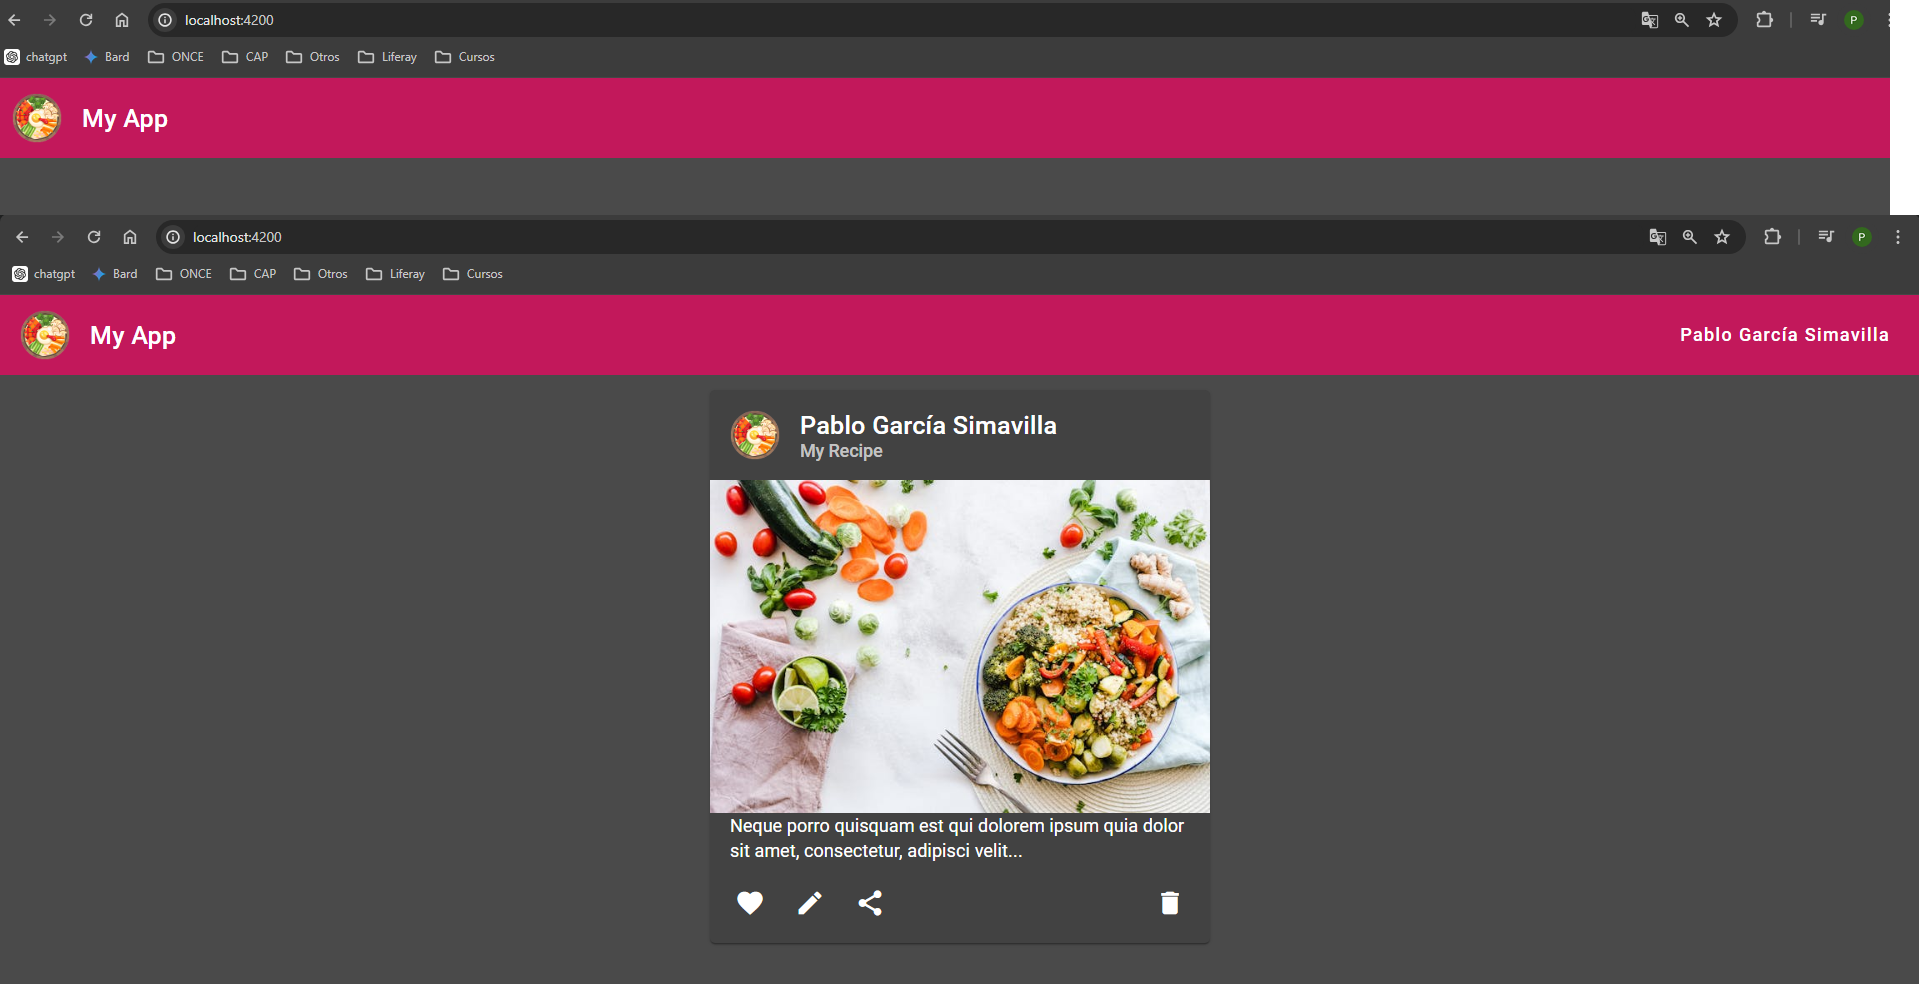 localhost:4200
P
chatgpt Bard ONCE CAP Otros Liferay Cursos
My App
localhost:4200
P
chatgpt Bard ONCE CAP Otros Liferay Cursos
My App Pablo García Simavilla
Pablo García Simavilla
My Recipe
Neque porro quisquam est qui dolorem ipsum quia dolor
sit amet, consectetur, adipisci velit...